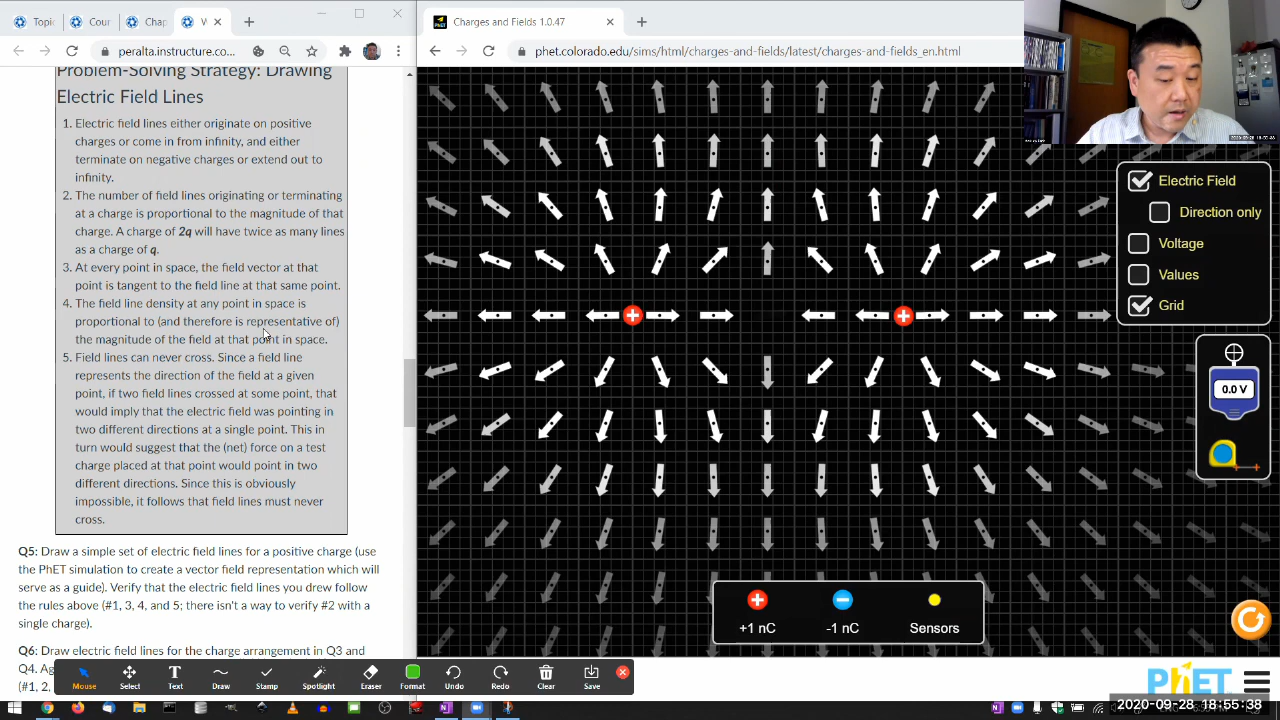 Topic
Cour
Chap
V
Charges and Fields 1.0.47
peralta.instructure.co...
phet.colorado.edu/sims/html/charges-and-fields/latest/charges-and-fields_en.html
Problem-Solving Strategy: Drawing
Electric Field Lines
1. Electric field lines either originate on positive
charges or come in from infinity, and either
terminate on negative charges or extend out to
infinity.
2. The number of field lines originating or terminating
at a charge is proportional to the magnitude of that
charge. A charge of 2q will have twice as many lines
as a charge of q.
3. At every point in space, the field vector at that
point is tangent to the field line at that same point.
4. The field line density at any point in space is
proportional to (and therefore is representative of)
the magnitude of the field at that point in space.
5. Field lines can never cross. Since a field line
represents the direction of the field at a given
point, if two field lines crossed at some point, that
would imply that the electric field was pointing in
two different directions at a single point. This in
turn would suggest that the (net) force on a test
charge placed at that point would point in two
different directions. Since this is obviously
impossible, it follows that field lines must never
cross.
Q5: Draw a simple set of electric field lines for a positive charge (use
the PhET simulation to create a vector field representation which will
serve as a guide). Verify that the electric field lines you drew follow
the rules above (#1, 3, 4, and 5; there isn't a way to verify #2 with a
single charge).
Q6: Draw electric field lines for the charge arrangement in Q3 and
Q4. Ag
(#1, 2,
Electric Field
Direction only
Voltage
Values
Grid
0.0 V
+1 nC
-1 nC
Sensors
Mouse
Select
Text
Draw
Stamp
Spotlight
Eraser
Format
Undo
Redo
Clear
Save
PhET
2020-09-28 18:55:38